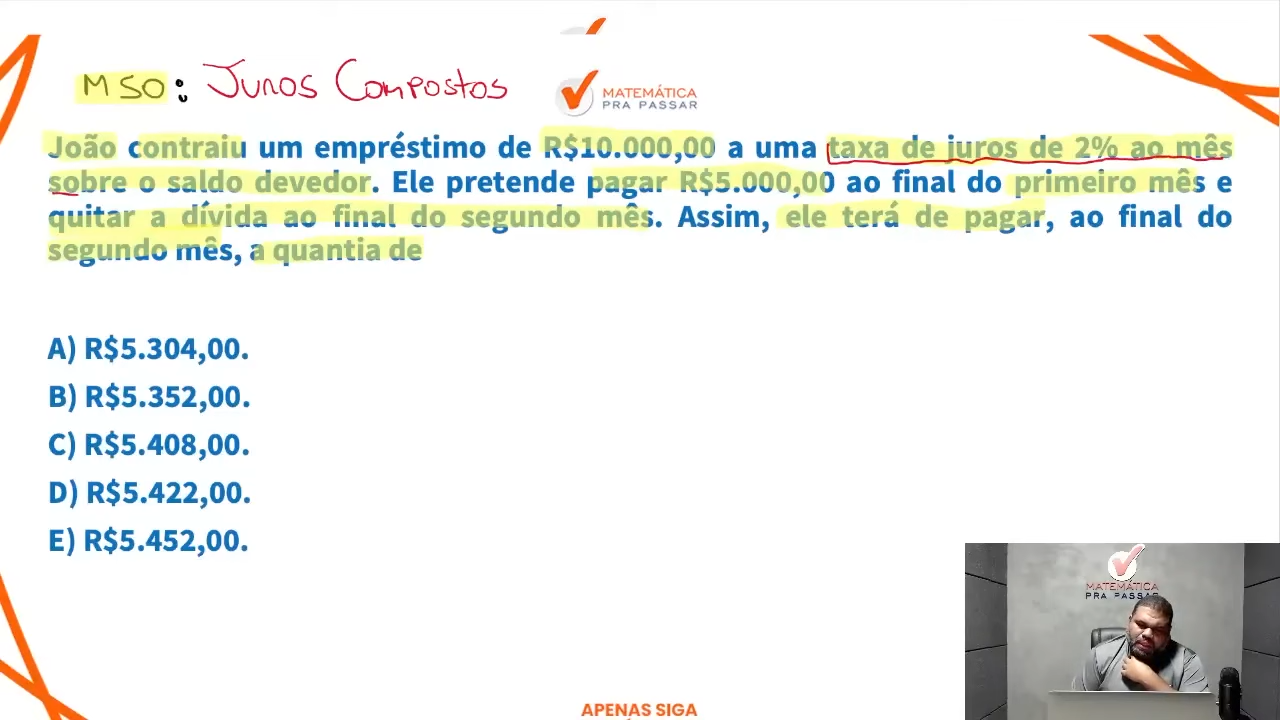 MSO: Juros Compostos
MATEMÁTICA
PRA PASSAR
João contraiu um empréstimo de R$10.000,00 a uma taxa de juros de 2% ao mês
sobre o saldo devedor. Ele pretende pagar R$5.000,00 ao final do primeiro mês e
quitar a dívida ao final do segundo mês. Assim, ele terá de pagar, ao final do
segundo mês, a quantia de
A) R$5.304,00.
B) R$5.352,00.
C) R$5.408,00.
D) R$5.422,00.
E) R$5.452,00.
MATEMÁTICA
PRA PASSAR
APENAS SIGA